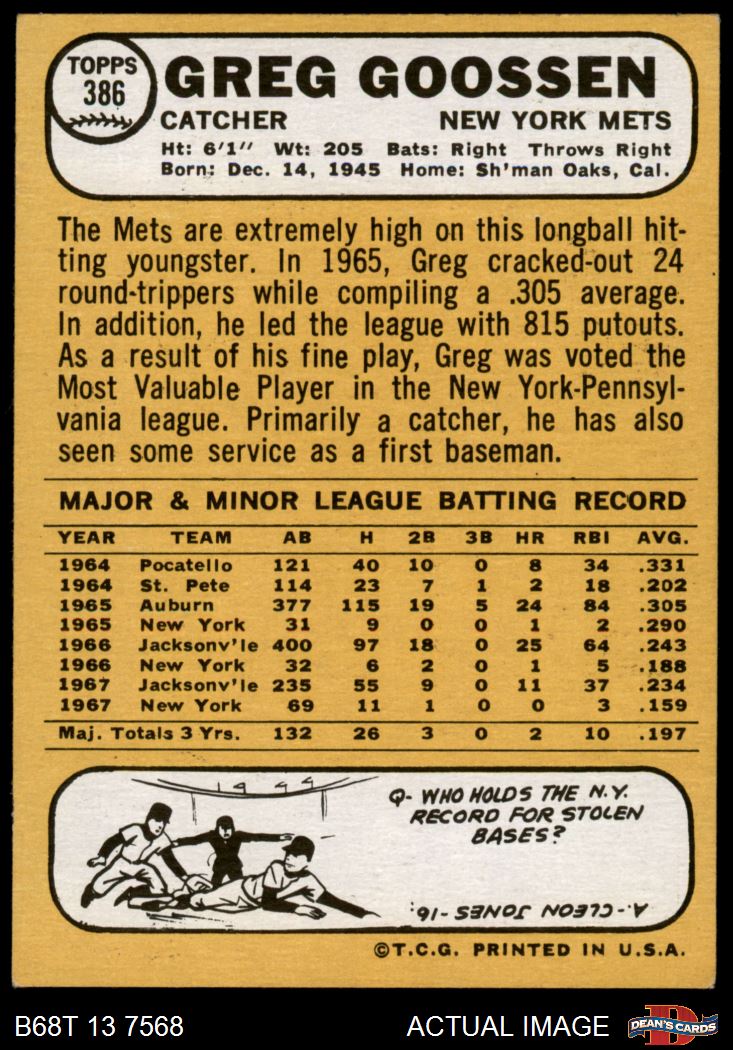 TOPPS
386
GREG GOOSSEN
CATCHER NEW YORK METS
Ht: 6'1" Wt: 205 Bats: Right Throws Right
Born: Dec. 14, 1945 Home: Sh'man Oaks, Cal.
The Mets are extremely high on this longball hit-
ting youngster. In 1965, Greg cracked-out 24
round-trippers while compiling a .305 average.
In addition, he led the league with 815 putouts.
As a result of his fine play, Greg was voted the
Most Valuable Player in the New York-Pennsyl-
vania league. Primarily a catcher, he has also
seen some service as a first baseman.
MAJOR & MINOR LEAGUE BATTING RECORD
YEAR TEAM AB H 2B 3B HR RBI AVG.
1964 Pocatello 121 40 10 0 8 34 .331
1964 St. Pete 114 23 7 1 2 18 .202
1965 Auburn 377 115 19 5 24 84 .305
1965 New York 31 9 0 0 1 2 .290
1966 Jacksonv'le 400 97 18 0 25 64 .243
1966 New York 32 6 2 0 1 5 .188
1967 Jacksonv'le 235 55 9 0 11 37 .234
1967 New York 69 11 1 0 0 3 .159
Maj. Totals 3 Yrs. 132 26 3 0 2 10 .197
Q- WHO HOLDS THE N.Y.
RECORD FOR STOLEN
BASES?
A.- CLEON JONES -16.
©T.C.G. PRINTED IN U.S.A.
B68T 13 7568 ACTUAL IMAGE DEAN'S CARDS